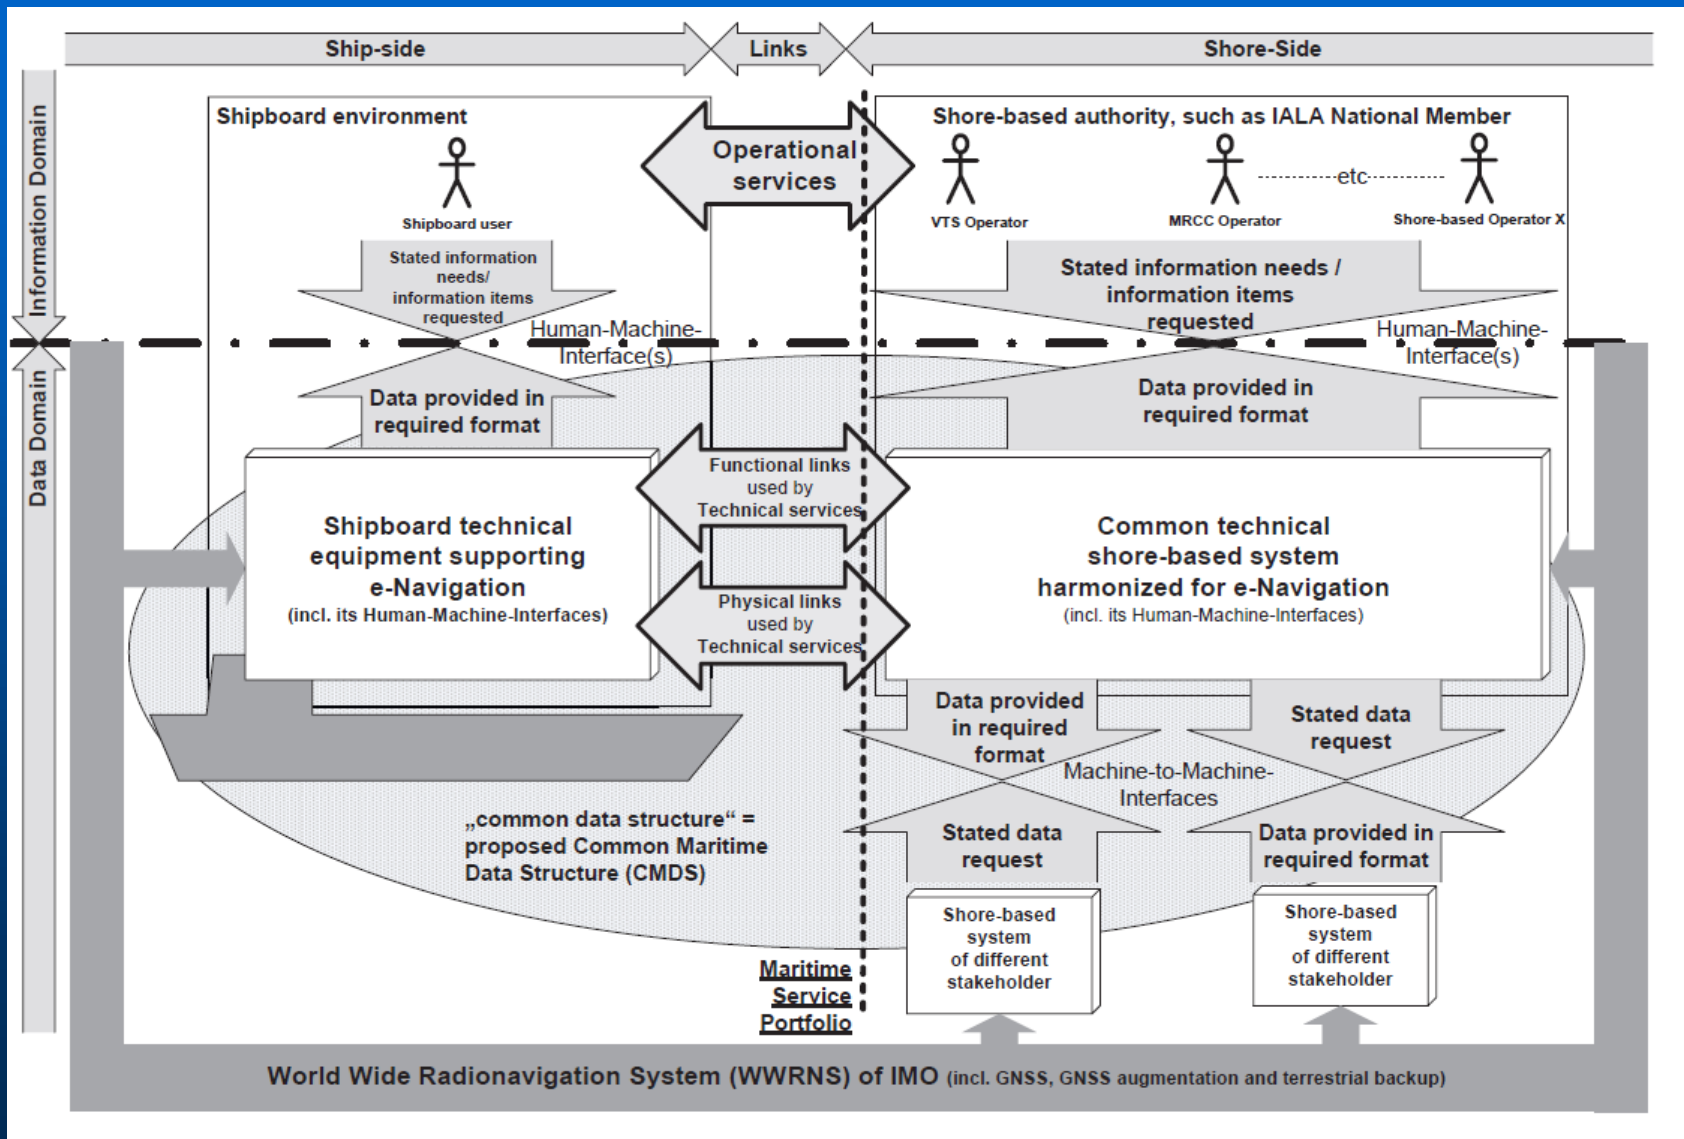 Ship-side
Links
Shore-Side
Information Domain
Data Domain
Shipboard environment
Shipboard user
Operational
services
Shore-based authority, such as IALA National Member
VTS Operator
MRCC Operator
etc
Shore-based Operator X
Stated information
needs/
information items
requested
Human-Machine-
Interface(s)
Stated information needs /
information items
requested
Human-Machine-
Interface(s)
Data provided in
required format
Data provided in
required format
Shipboard technical
equipment supporting
e-Navigation
(incl. its Human-Machine-Interfaces)
Functional links
used by
Technical services
Physical links
used by
Technical services
Common technical
shore-based system
harmonized for e-Navigation
(incl. its Human-Machine-Interfaces)
Data provided
in required
format
Stated data
request
Machine-to-Machine-
Interfaces
Stated data
request
Data provided in
required format
„common data structure“ =
proposed Common Maritime
Data Structure (CMDS)
Shore-based
system
of different
stakeholder
Shore-based
system
of different
stakeholder
Maritime
Service
Portfolio
World Wide Radionavigation System (WWRNS) of IMO (incl. GNSS, GNSS augmentation and terrestrial backup)